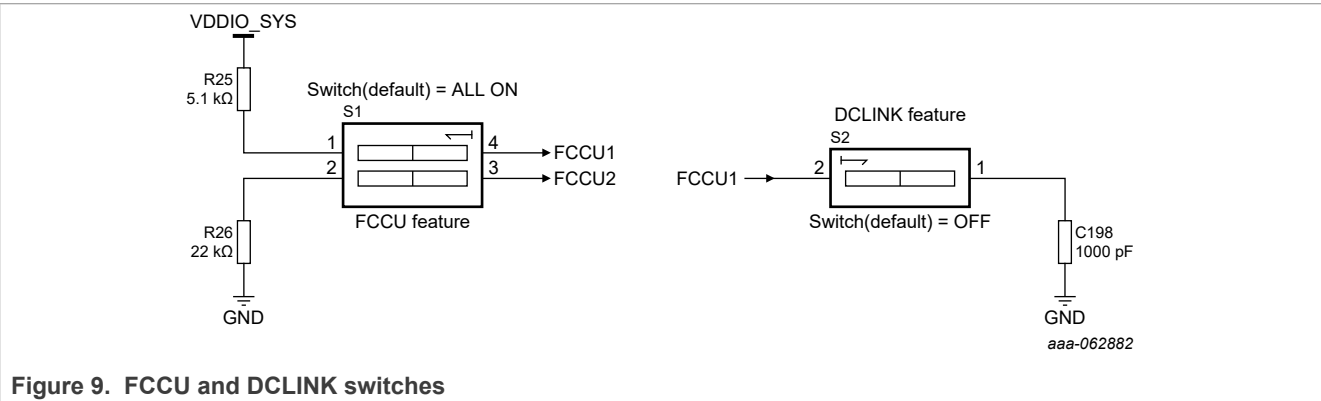 VDDIO_SYS
R25
5.1 kΩ
Switch(default) = ALL ON
S1
1
4
FCCU1
2
3
FCCU2
FCCU feature
R26
22 kΩ
GND
DCLINK feature
S2
FCCU1
2
1
Switch(default) = OFF
C198
1000 pF
GND
aaa-062882
Figure 9. FCCU and DCLINK switches